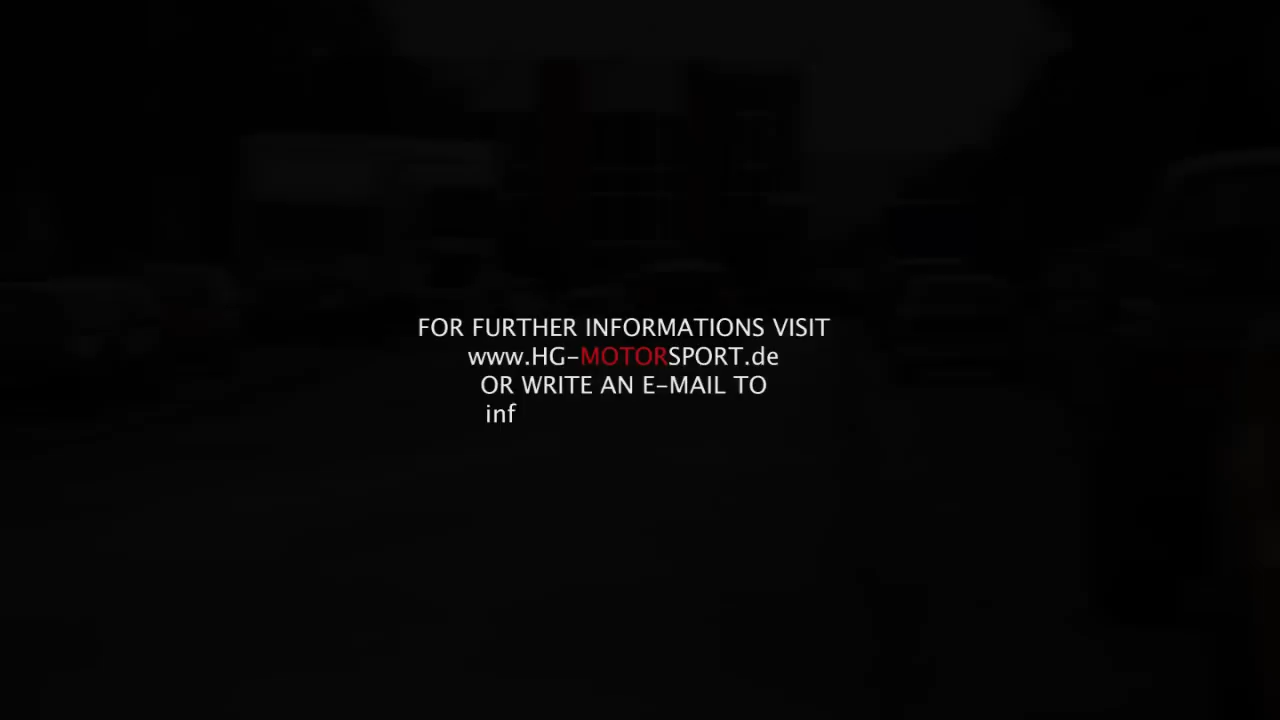 FOR FURTHER INFORMATIONS VISIT
www.HG-MOTORSPORT.de
OR WRITE AN E-MAIL TO
inf